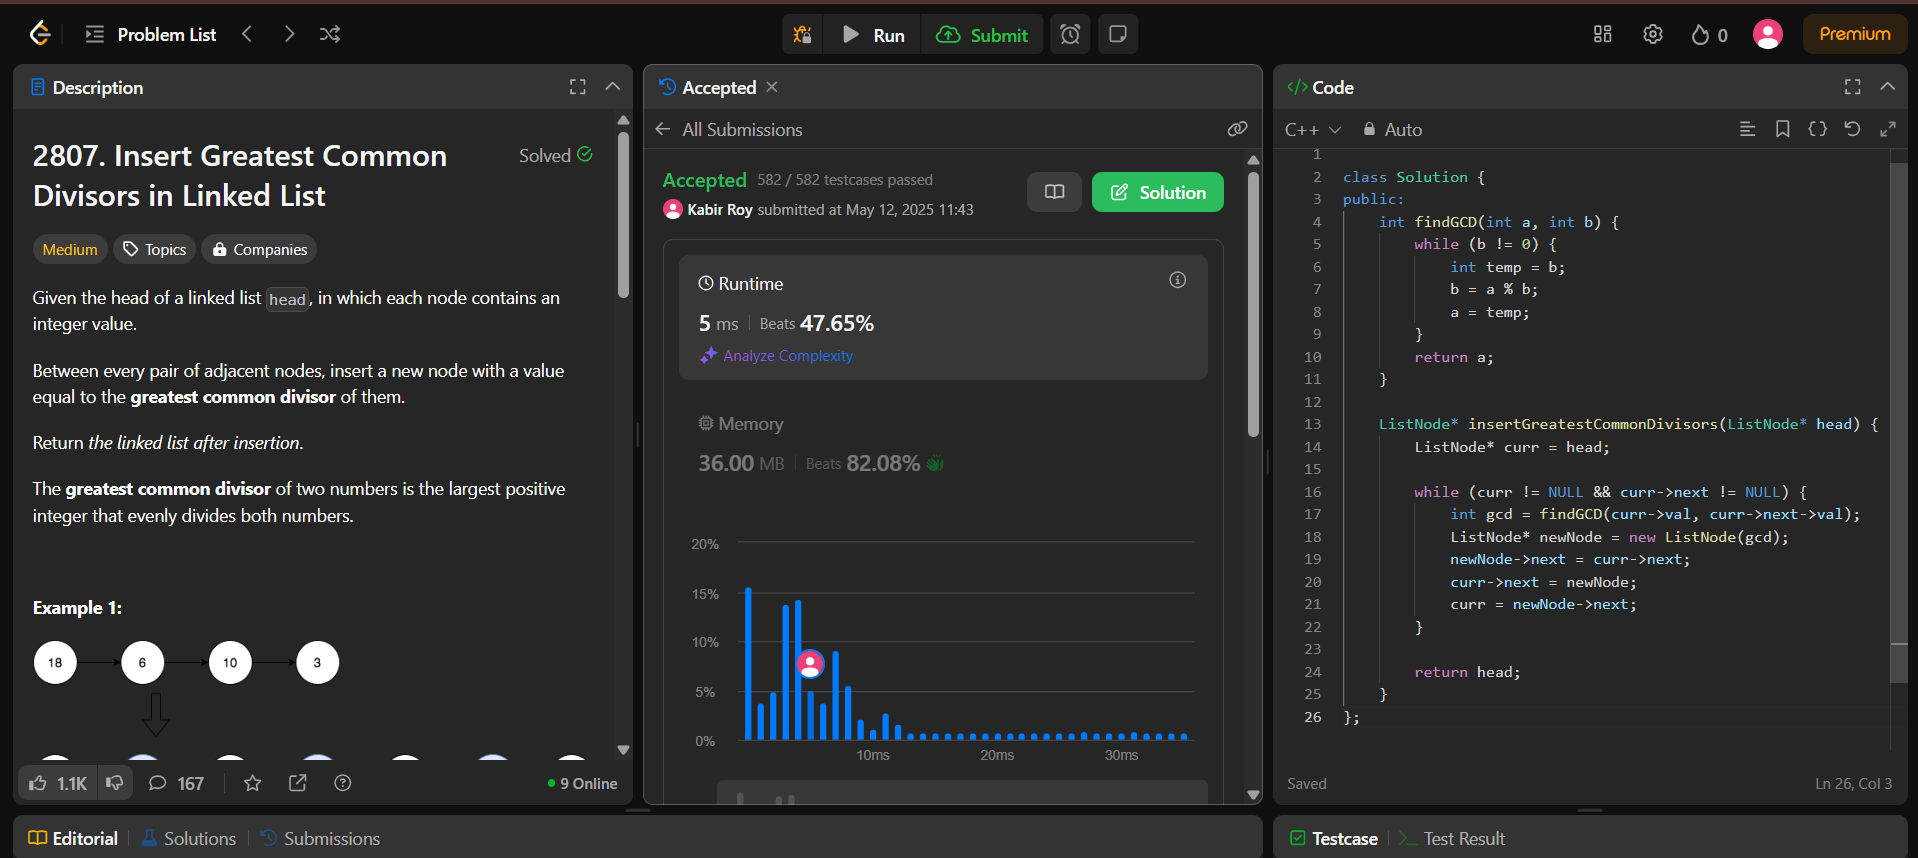 Problem List
Run
Submit
0
Premium
Description
2807. Insert Greatest Common
Divisors in Linked List
Solved
Medium
Topics
Companies
Given the head of a linked list head, in which each node contains an
integer value.
Between every pair of adjacent nodes, insert a new node with a value
equal to the greatest common divisor of them.
Return the linked list after insertion.
The greatest common divisor of two numbers is the largest positive
integer that evenly divides both numbers.
Example 1:
18 6 10 3
1.1K
167
9 Online
Editorial
Solutions
Submissions
Accepted
All Submissions
Accepted 582 / 582 testcases passed
Kabir Roy submitted at May 12, 2025 11:43
Solution
Runtime
5 ms Beats 47.65%
Analyze Complexity
Memory
36.00 MB Beats 82.08%
20%
15%
10%
5%
0%
10ms 20ms 30ms
</> Code
C++ Auto
1
2 class Solution {
3 public:
4 int findGCD(int a, int b) {
5 while (b != 0) {
6 int temp = b;
7 b = a % b;
8 a = temp;
9 }
10 return a;
11 }
12
13 ListNode* insertGreatestCommonDivisors(ListNode* head) {
14 ListNode* curr = head;
15
16 while (curr != NULL && curr->next != NULL) {
17 int gcd = findGCD(curr->val, curr->next->val);
18 ListNode* newNode = new ListNode(gcd);
19 newNode->next = curr->next;
20 curr->next = newNode;
21 curr = newNode->next;
22 }
23
24 return head;
25 }
26 };
Saved
Ln 26, Col 3
Testcase
Test Result